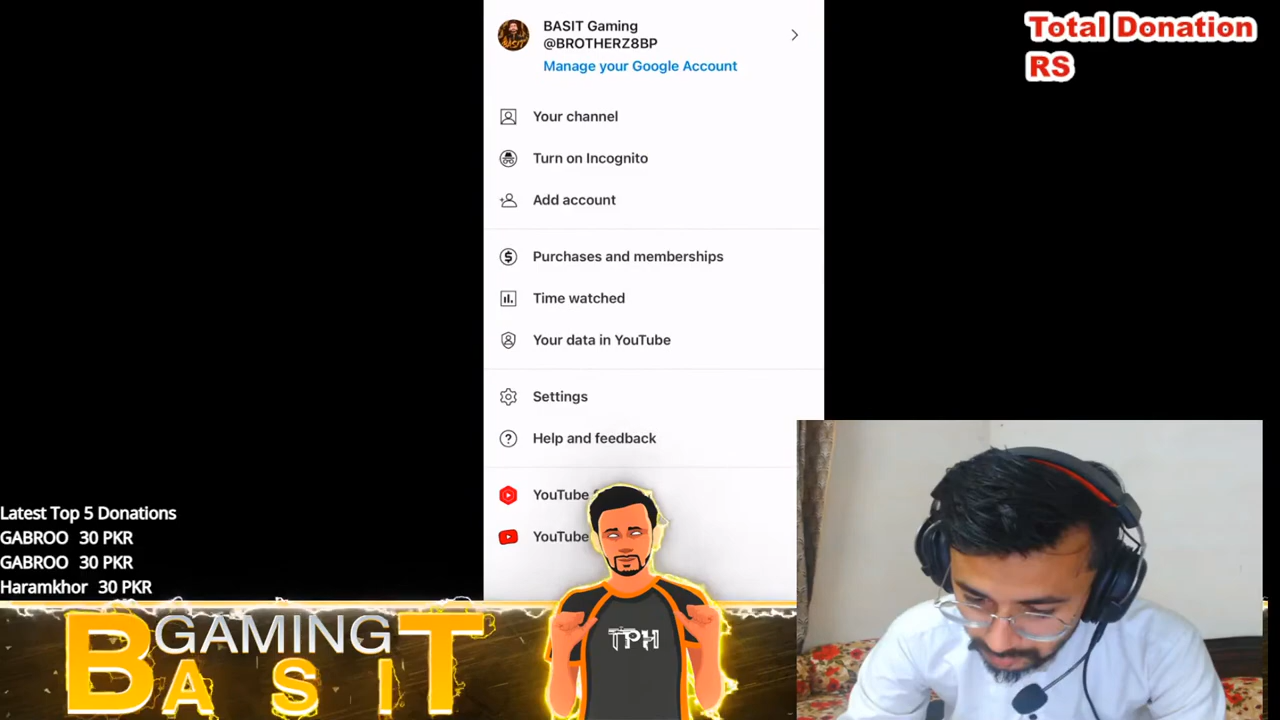 BASIT Gaming
@BROTHERZ8BP
Manage your Google Account
Your channel
Turn on Incognito
Add account
Purchases and memberships
Time watched
Your data in YouTube
Settings
Help and feedback
YouTube
YouTube
Total Donation
RS
Latest Top 5 Donations
GABROO 30 PKR
GABROO 30 PKR
Haramkhor 30 PKR
GAMING
BASIT
TPH